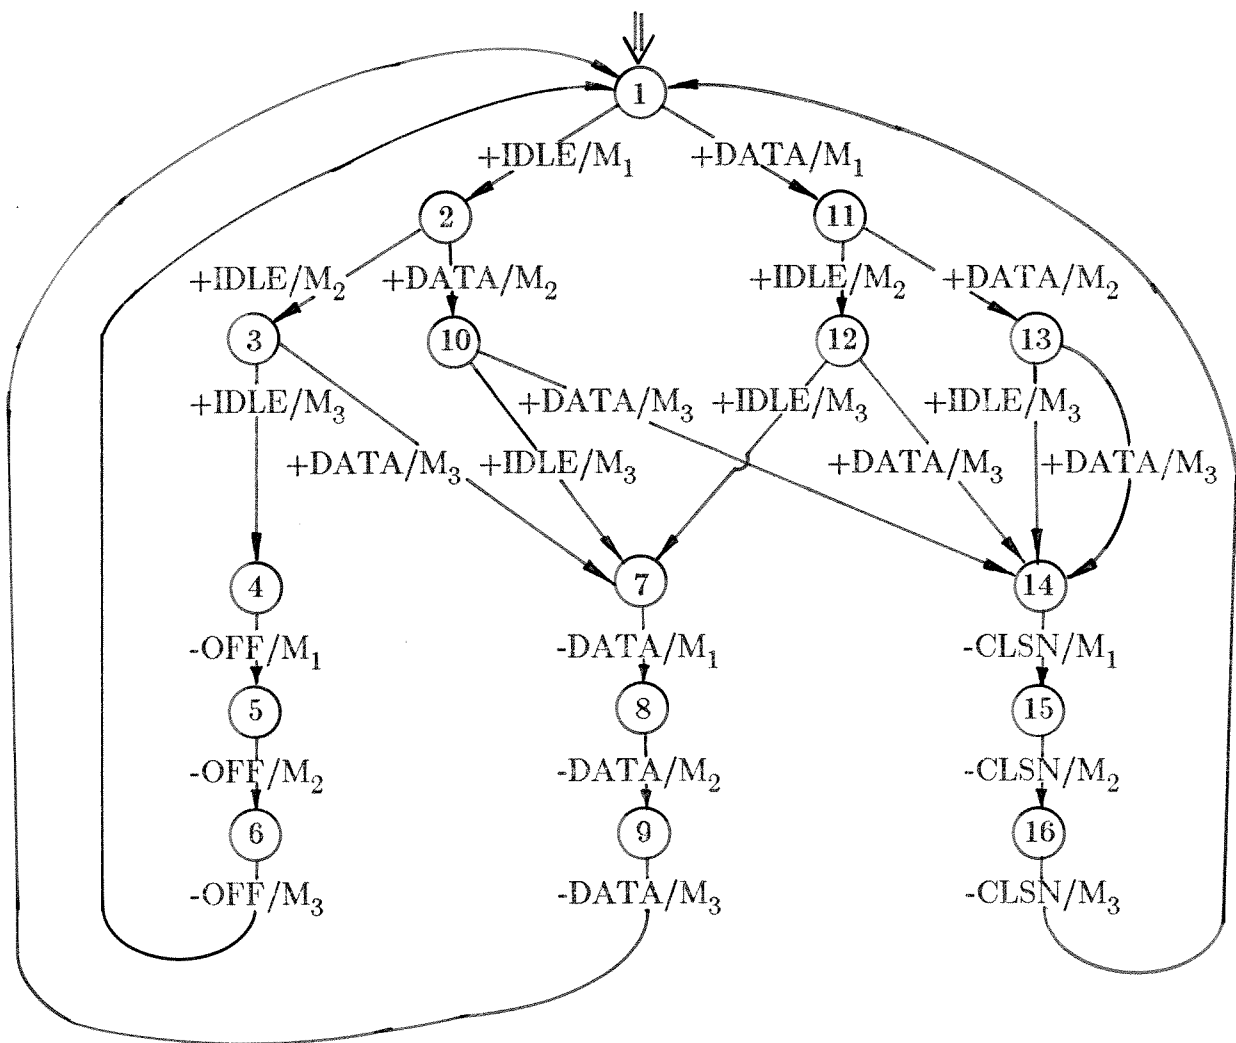 1
+IDLE/M₁ +DATA/M₁
2 11
+IDLE/M₂ +DATA/M₂ +IDLE/M₂ +DATA/M₂
3 10 12 13
+IDLE/M₃ +DATA/M₃ +IDLE/M₃ +IDLE/M₃
+DATA/M₃ +IDLE/M₃ +DATA/M₃ +DATA/M₃
4 7 14
-OFF/M₁ -DATA/M₁ -CLSN/M₁
5 8 15
-OFF/M₂ -DATA/M₂ -CLSN/M₂
6 9 16
-OFF/M₃ -DATA/M₃ -CLSN/M₃